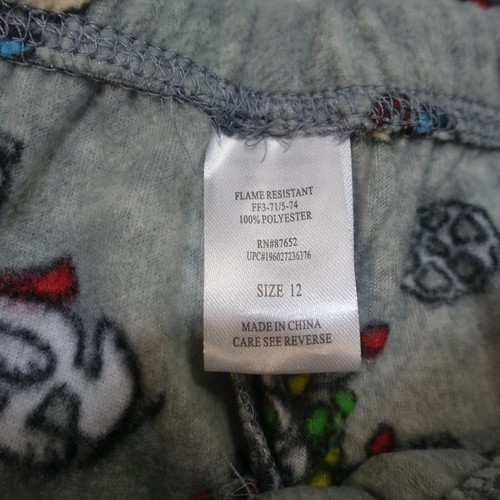 FLAME RESISTANT
FF3-71/5-74
100% POLYESTER
RN#87652
UPC#196027236376
SIZE 12
MADE IN CHINA
CARE SEE REVERSE